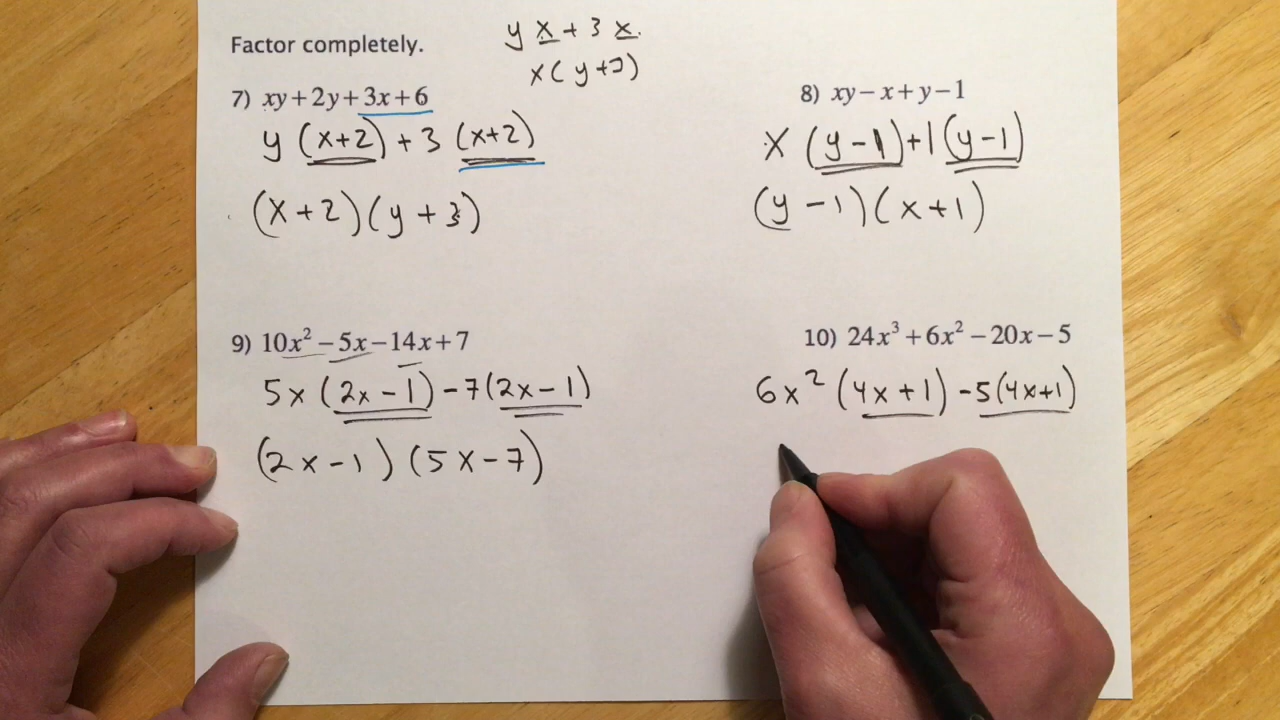 Factor completely.
yx + 3x
x(y+3)
7) xy+2y+3x+6
y (x+2) + 3 (x+2)
(x+2)(y+3)
8) xy−x+y−1
x (y−1)+1(y−1)
(y−1)(x+1)
9) 10x²−5x−14x+7
5x (2x−1) −7(2x−1)
(2x−1) (5x−7)
10) 24x³+6x²−20x−5
6x² (4x+1) −5(4x+1)